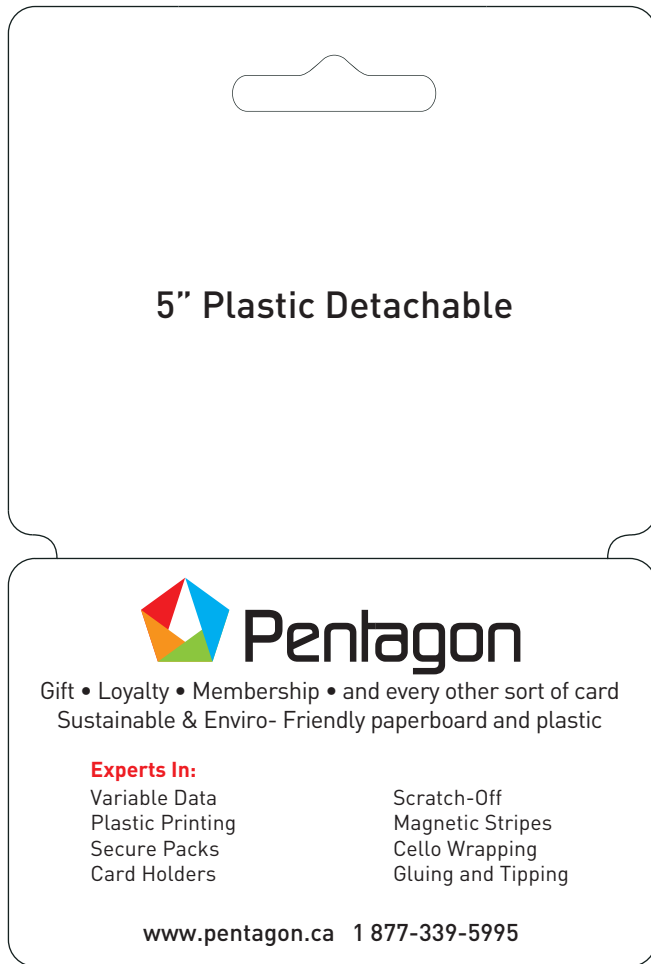 5” Plastic Detachable
Pentagon
Gift • Loyalty • Membership • and every other sort of card
Sustainable & Enviro- Friendly paperboard and plastic
Experts In:
Variable Data
Plastic Printing
Secure Packs
Card Holders
Scratch-Off
Magnetic Stripes
Cello Wrapping
Gluing and Tipping
www.pentagon.ca 1 877-339-5995